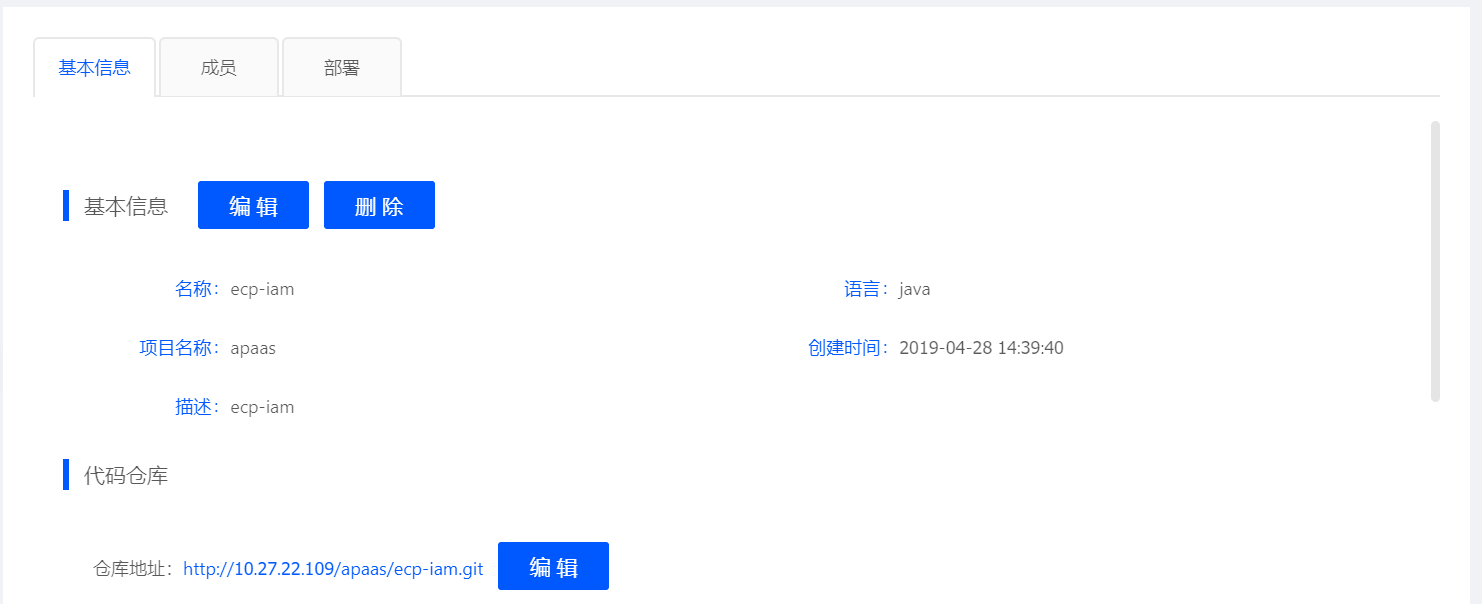 基本信息 成员 部署
基本信息 编辑 删除
名称： ecp-iam 语言： java
项目名称： apaas 创建时间： 2019-04-28 14:39:40
描述： ecp-iam
代码仓库
仓库地址： http://10.27.22.109/apaas/ecp-iam.git 编辑